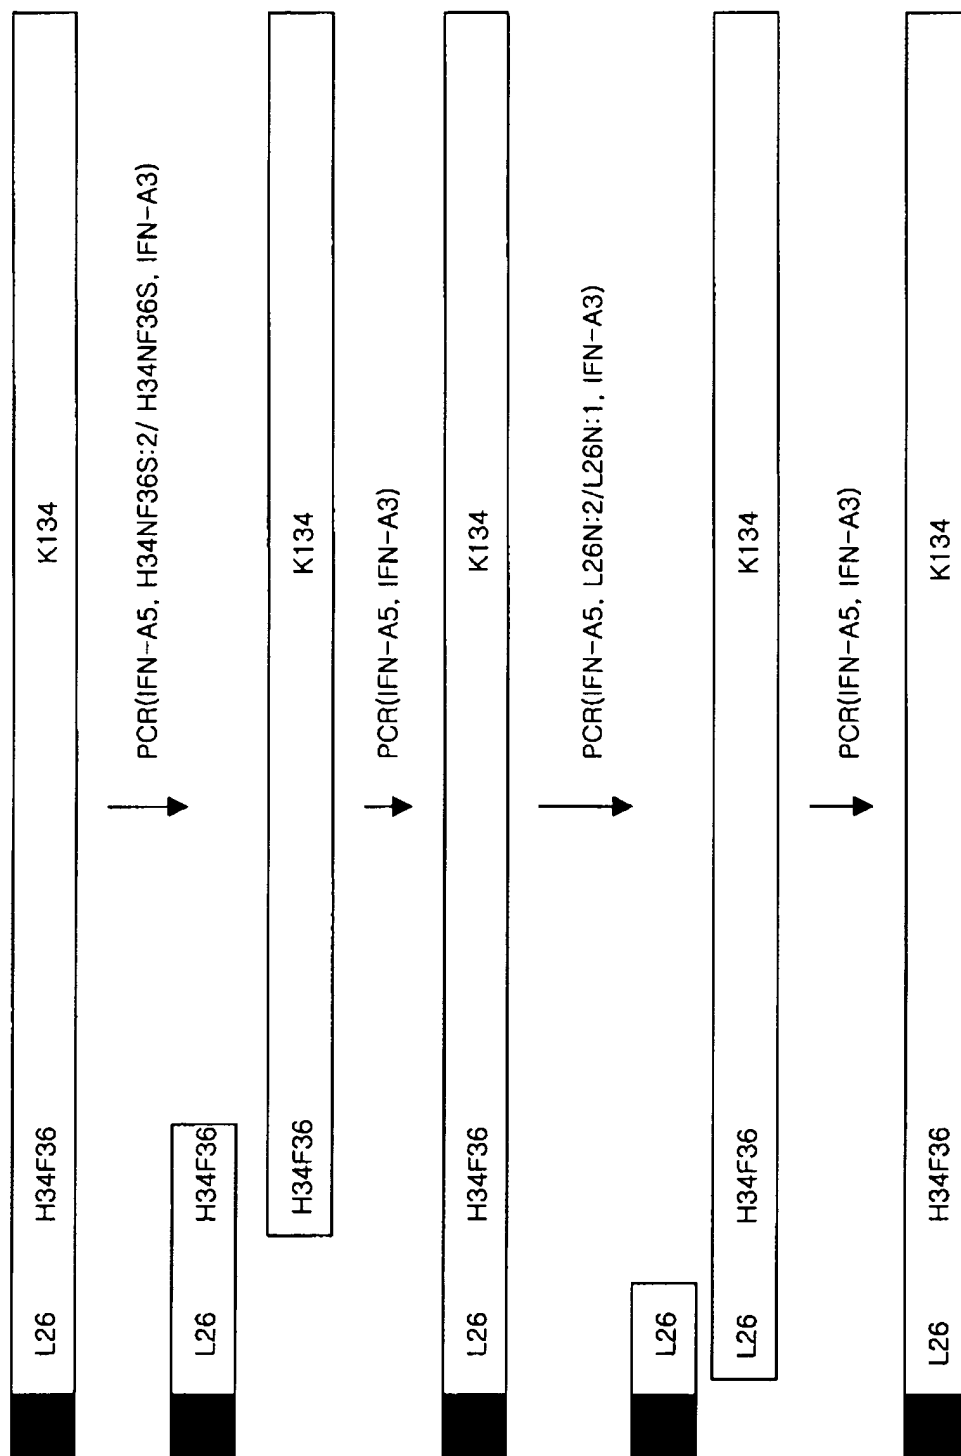 L26 H34F36 K134
PCR(IFN-A5, H34NF36S:2/ H34NF36S, IFN-A3)
L26 H34F36
H34F36 K134
PCR(IFN-A5, IFN-A3)
L26 H34F36 K134
PCR(IFN-A5, L26N:2/L26N:1, IFN-A3)
L26
L26 H34F36 K134
PCR(IFN-A5, IFN-A3)
L26 H34F36 K134